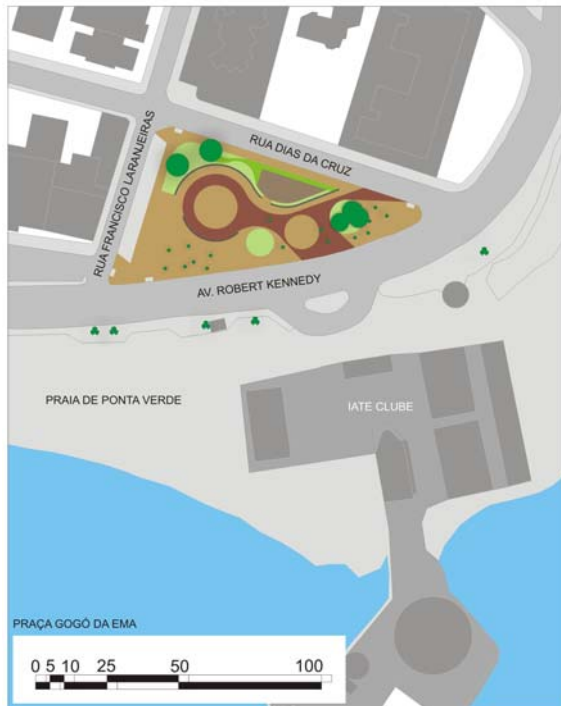 RUA DIAS DA CRUZ
RUA FRANCISCO LARANJEIRAS
AV. ROBERT KENNEDY
PRAIA DE PONTA VERDE
IATE CLUBE
PRAÇA GOGÓ DA EMA
0 5 10 25 50 100